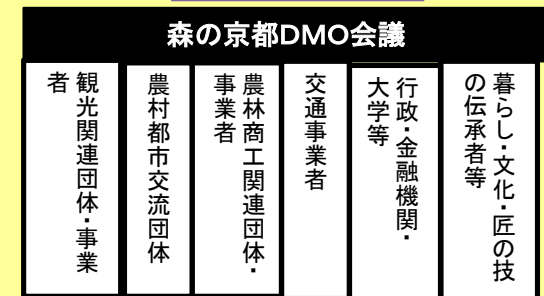 森の京都DMO会議
観光関連団体・事業
者
農村都市交流団体
農林商工関連団体・
事業者
交通事業者
行政・金融機関・
大学等
暮らし・文化・匠の技
の伝承者等